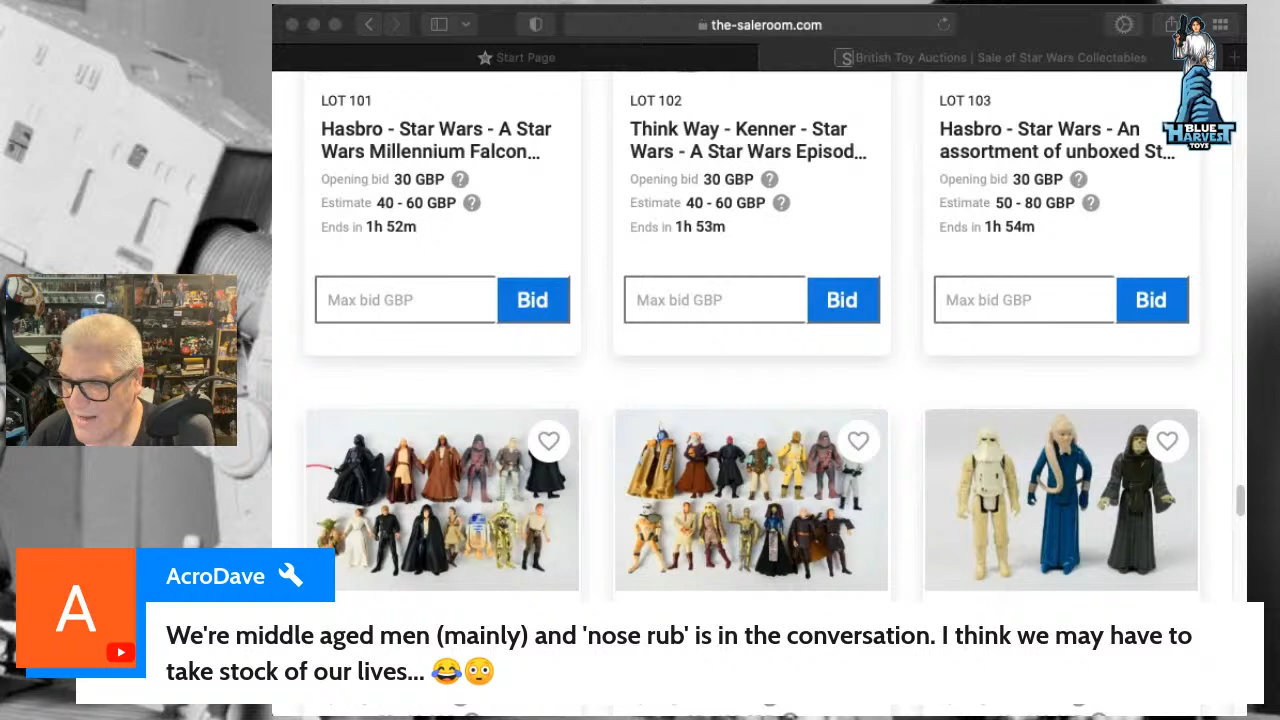 the-saleroom.com
Start Page
British Toy Auctions | Sale of Star Wars Collectables
BLUE
HARVEST
TOYS
LOT 101
Hasbro - Star Wars - A Star
Wars Millennium Falcon...
Opening bid 30 GBP ?
Estimate 40 - 60 GBP ?
Ends in 1h 52m
Max bid GBP
Bid
LOT 102
Think Way - Kenner - Star
Wars - A Star Wars Episod...
Opening bid 30 GBP ?
Estimate 40 - 60 GBP ?
Ends in 1h 53m
Max bid GBP
Bid
LOT 103
Hasbro - Star Wars - An
assortment of unboxed St...
Opening bid 30 GBP ?
Estimate 50 - 80 GBP ?
Ends in 1h 54m
Max bid GBP
Bid
A
AcroDave
We're middle aged men (mainly) and 'nose rub' is in the conversation. I think we may have to
take stock of our lives... 😂😳